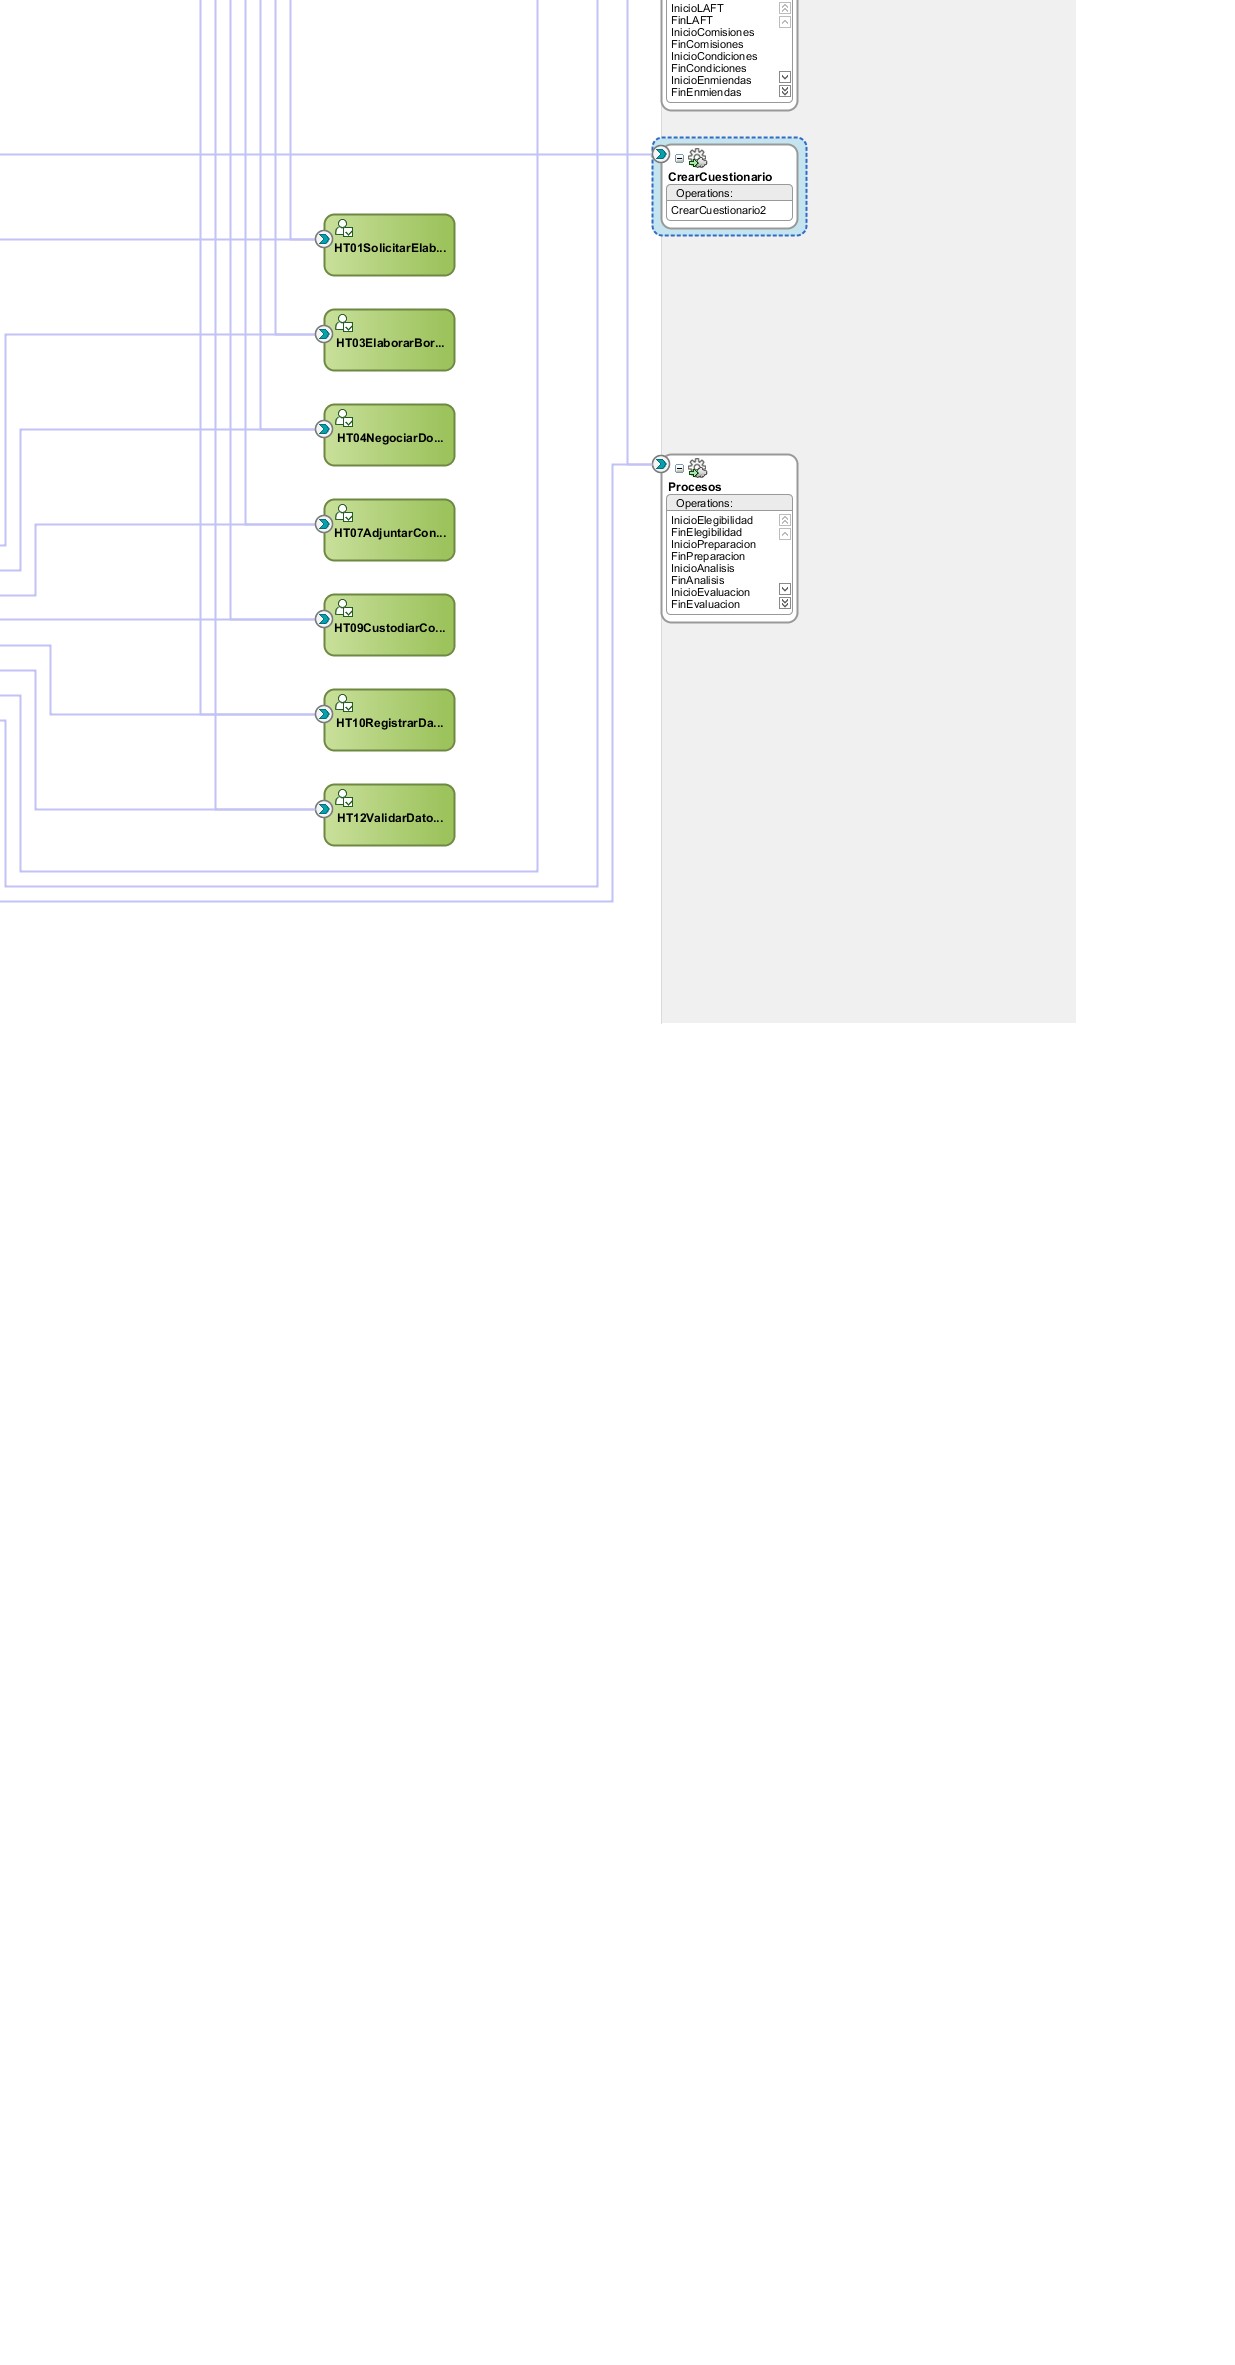 InicioLAFT
FinLAFT
InicioComisiones
FinComisiones
InicioCondiciones
FinCondiciones
InicioEnmiendas
FinEnmiendas
CrearCuestionario
Operations:
CrearCuestionario2
HT01SolicitarElab...
HT03ElaborarBor...
HT04NegociarDo...
HT07AdjuntarCon...
HT09CustodiarCo...
HT10RegistrarDa...
HT12ValidarDato...
Procesos
Operations:
InicioElegibilidad
FinElegibilidad
InicioPreparacion
FinPreparacion
InicioAnalisis
FinAnalisis
InicioEvaluacion
FinEvaluacion